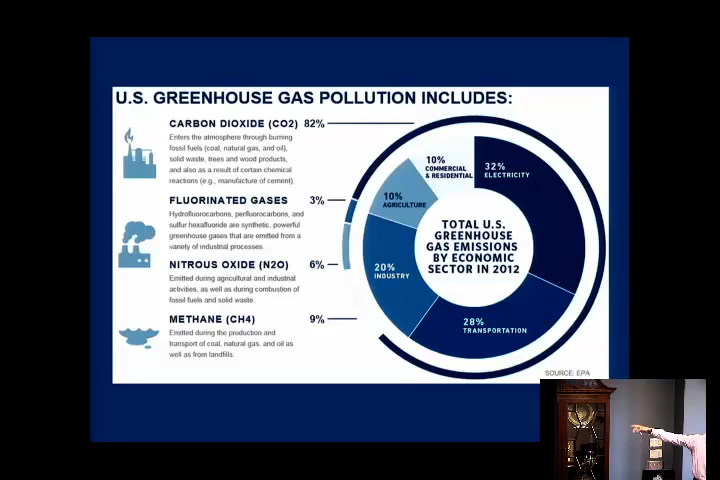 U.S. GREENHOUSE GAS POLLUTION INCLUDES:
CARBON DIOXIDE (CO2) 82%
Enters the atmosphere through burning
fossil fuels (coal, natural gas, and oil),
solid waste, trees and wood products,
and also as a result of certain chemical
reactions (e.g., manufacture of cement).
FLUORINATED GASES 3%
Hydrofluorocarbons, perfluorocarbons, and
sulfur hexafluoride are synthetic, powerful
greenhouse gases that are emitted from a
variety of industrial processes.
NITROUS OXIDE (N2O) 6%
Emitted during agricultural and industrial
activities, as well as during combustion of
fossil fuels and solid waste.
METHANE (CH4) 9%
Emitted during the production and
transport of coal, natural gas, and oil as
well as from landfills.
10%
COMMERCIAL
& RESIDENTIAL
32%
ELECTRICITY
10%
AGRICULTURE
20%
INDUSTRY
28%
TRANSPORTATION
TOTAL U.S.
GREENHOUSE
GAS EMISSIONS
BY ECONOMIC
SECTOR IN 2012
SOURCE: EPA